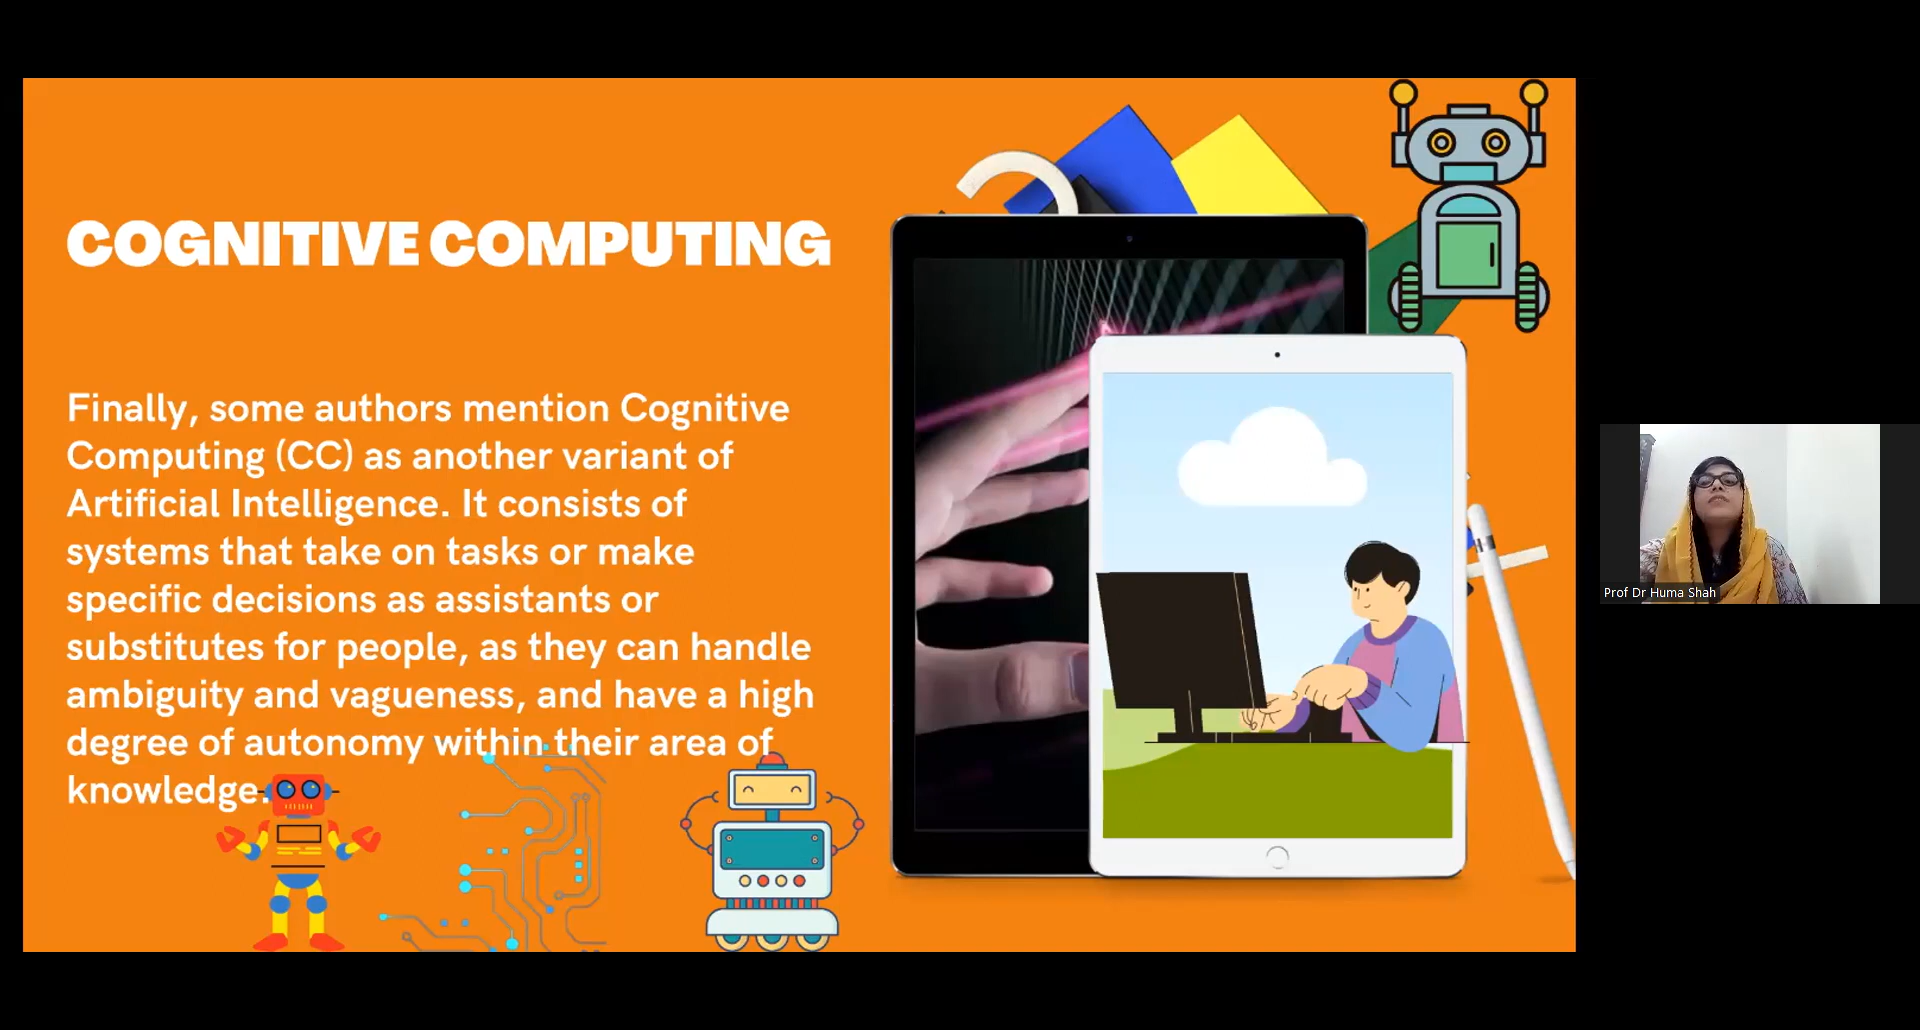 COGNITIVE COMPUTING
Finally, some authors mention Cognitive
Computing (CC) as another variant of
Artificial Intelligence. It consists of
systems that take on tasks or make
specific decisions as assistants or
substitutes for people, as they can handle
ambiguity and vagueness, and have a high
degree of autonomy within their area of
knowledge.
Prof Dr Huma Shah